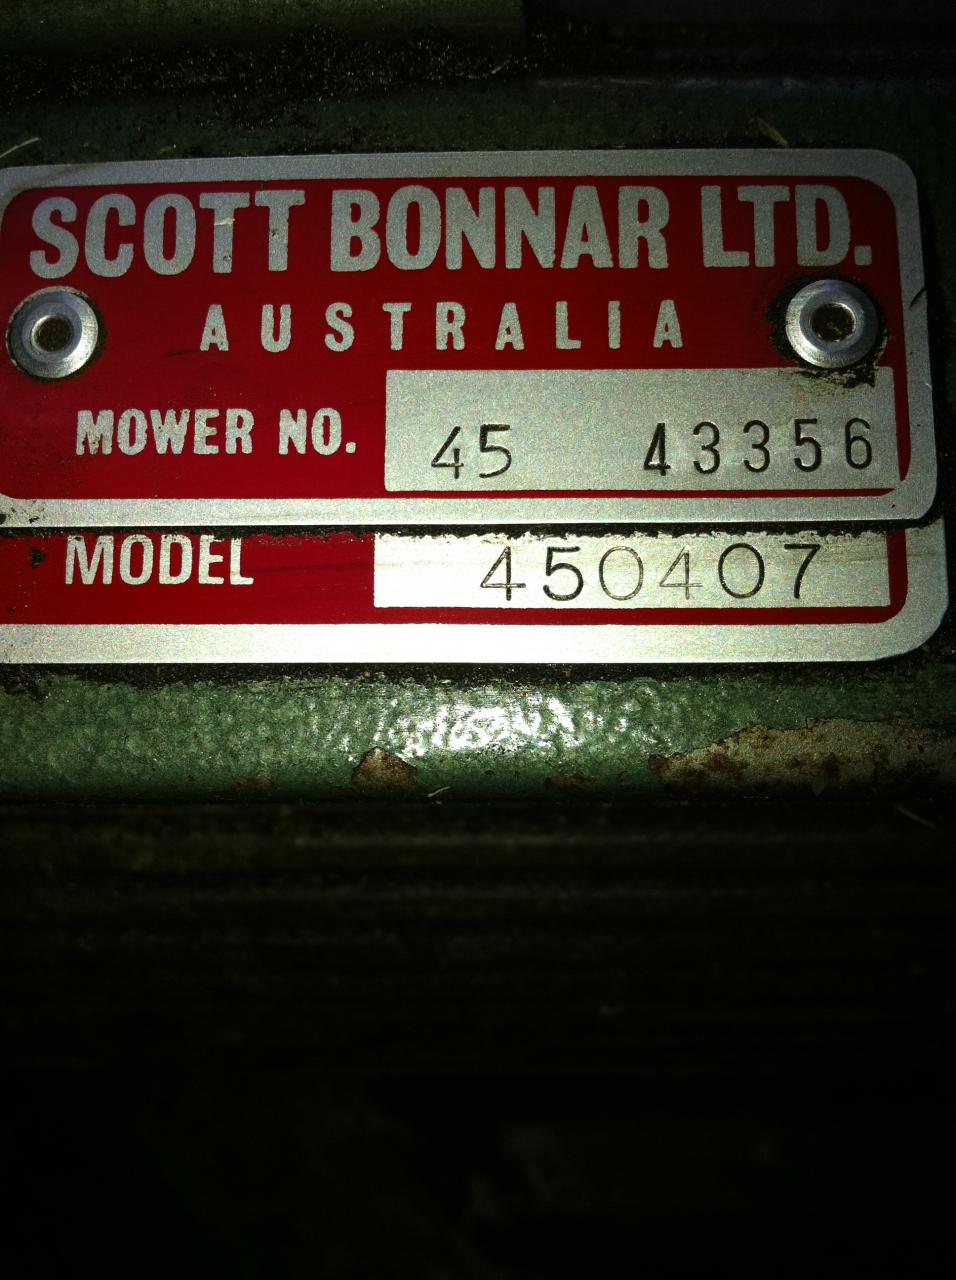 SCOTT BONNAR LTD.
AUSTRALIA
MOWER NO. 45 43356
MODEL 450407